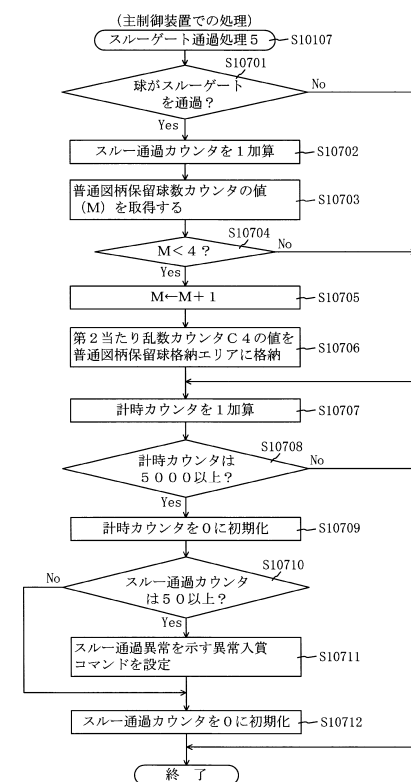 （主制御装置での処理）
スルーゲート通過処理５
S10107
S10701
球がスルーゲート
を通過？
No
Yes
スルー通過カウンタを１加算
S10702
普通図柄保留球数カウンタの値
（Ｍ）を取得する
S10703
S10704
Ｍ＜４？
No
Yes
Ｍ←Ｍ＋１
S10705
第２当たり乱数カウンタＣ４の値を
普通図柄保留球格納エリアに格納
S10706
計時カウンタを１加算
S10707
S10708
計時カウンタは
５０００以上？
No
Yes
計時カウンタを０に初期化
S10709
S10710
No
スルー通過カウンタ
は５０以上？
Yes
スルー通過異常を示す異常入賞
コマンドを設定
S10711
スルー通過カウンタを０に初期化
S10712
終 了